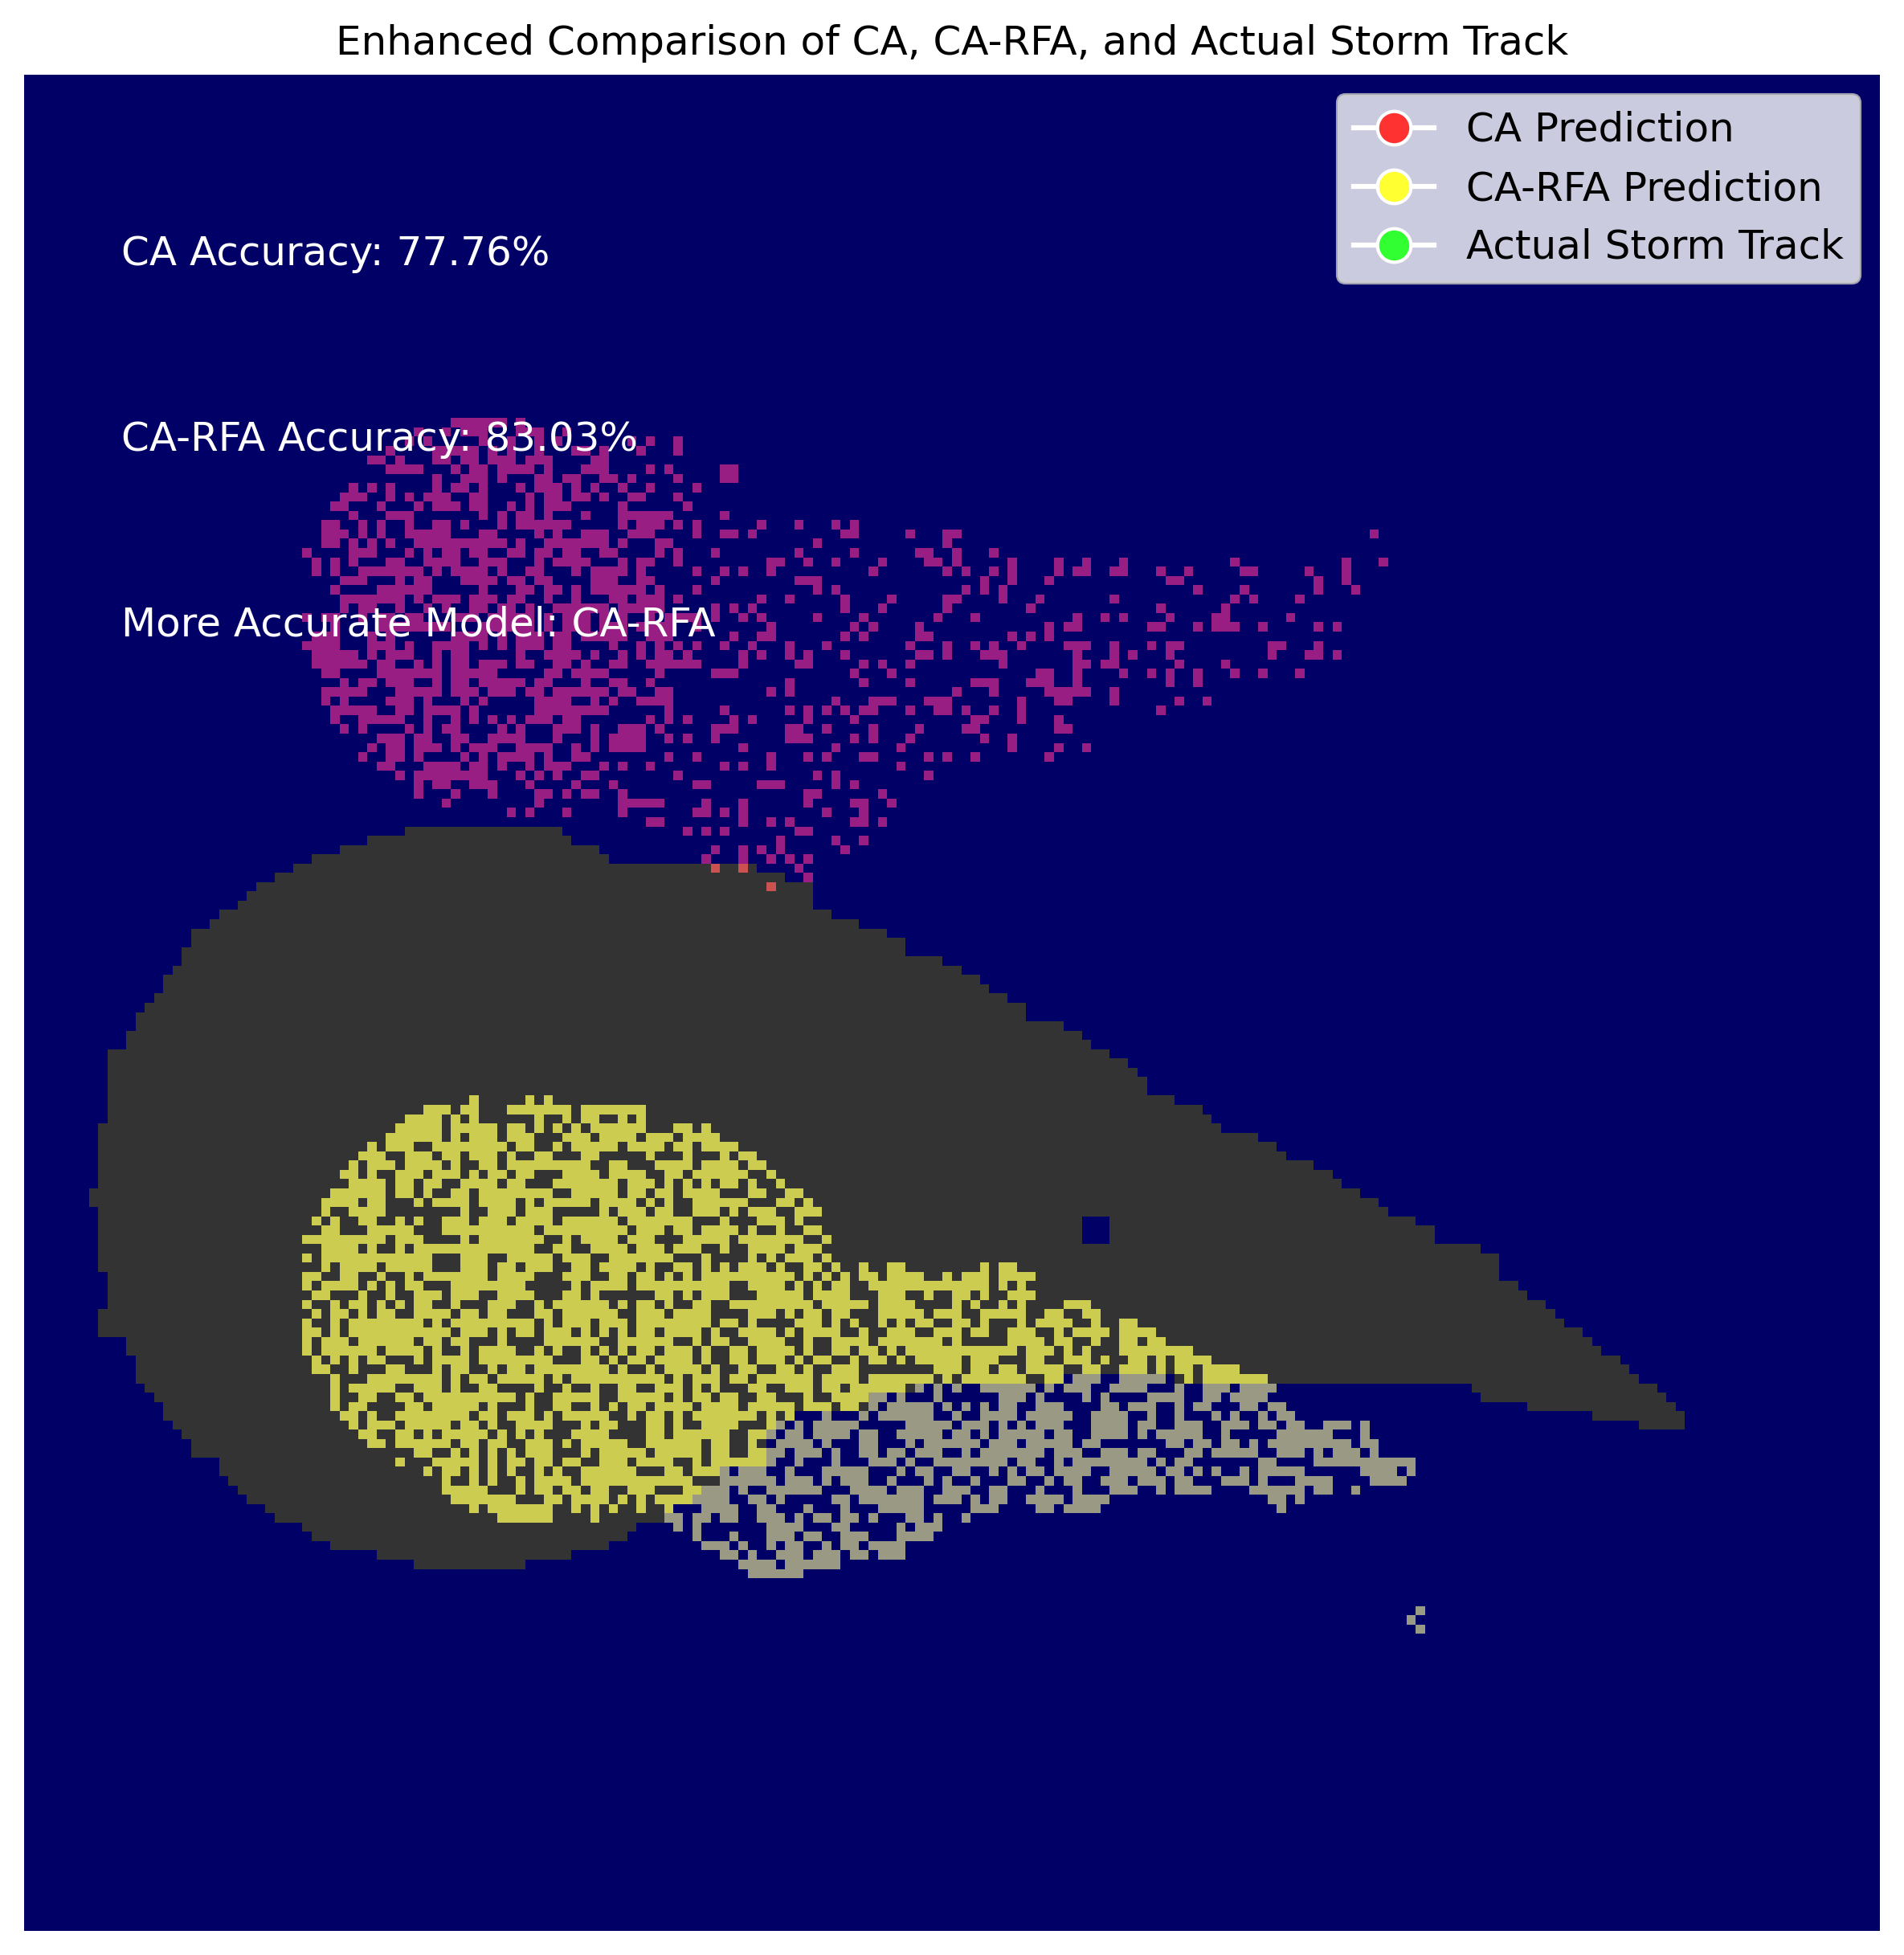 Enhanced Comparison of CA, CA-RFA, and Actual Storm Track
CA Prediction
CA-RFA Prediction
Actual Storm Track
CA Accuracy: 77.76%
CA-RFA Accuracy: 83.03%
More Accurate Model: CA-RFA